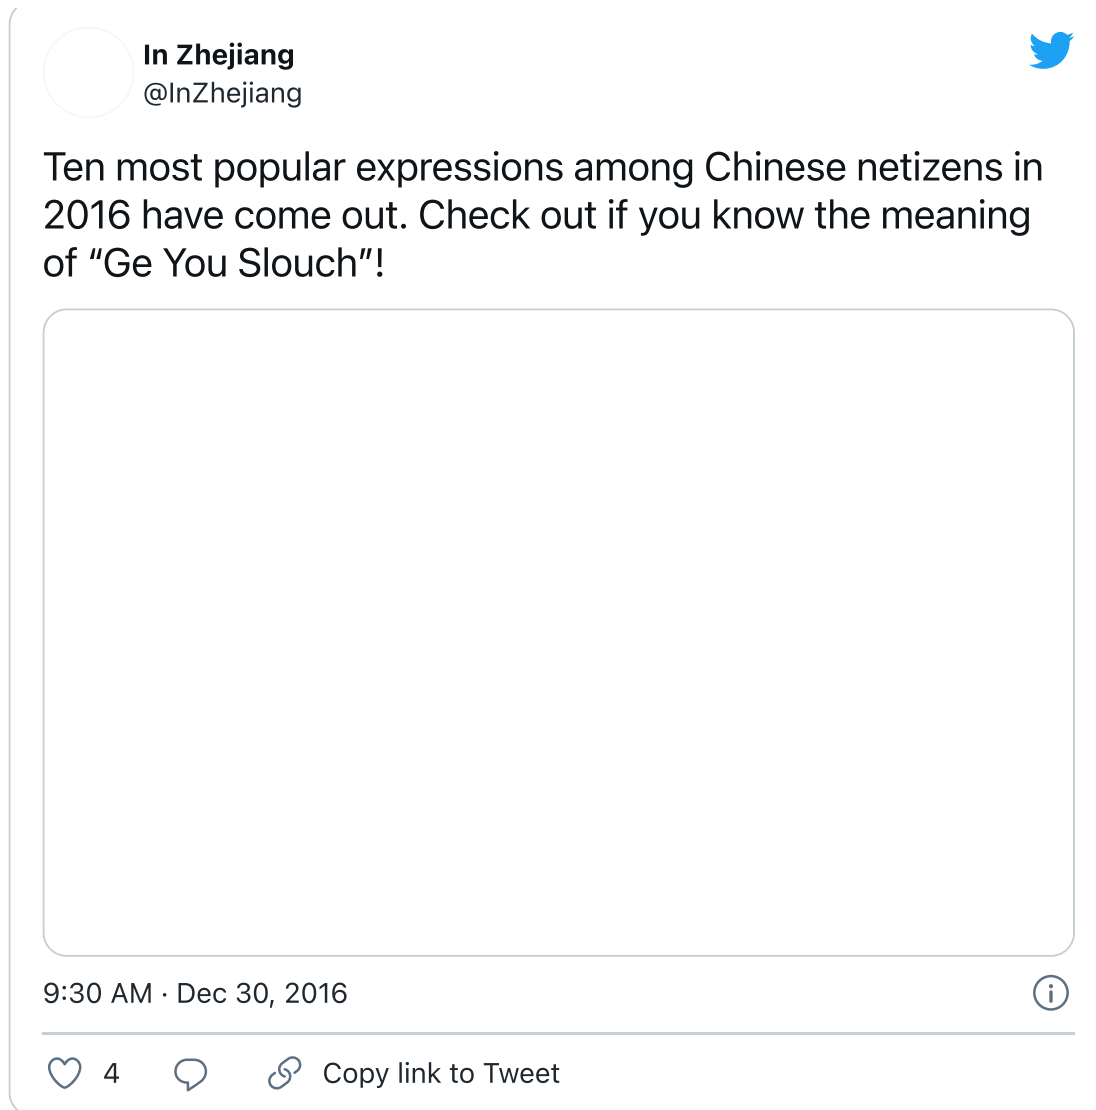 In Zhejiang
@InZhejiang
Ten most popular expressions among Chinese netizens in
2016 have come out. Check out if you know the meaning
of “Ge You Slouch”!
9:30 AM · Dec 30, 2016
4
Copy link to Tweet